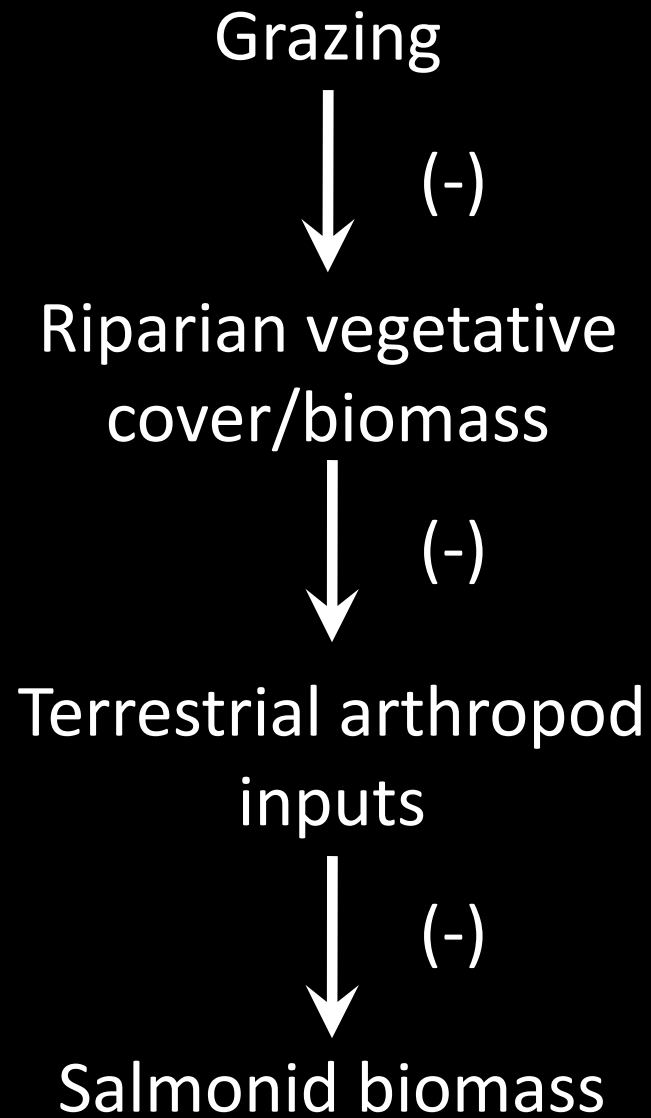 Grazing
(-)
Riparian vegetative
cover/biomass
(-)
Terrestrial arthropod
inputs
(-)
Salmonid biomass